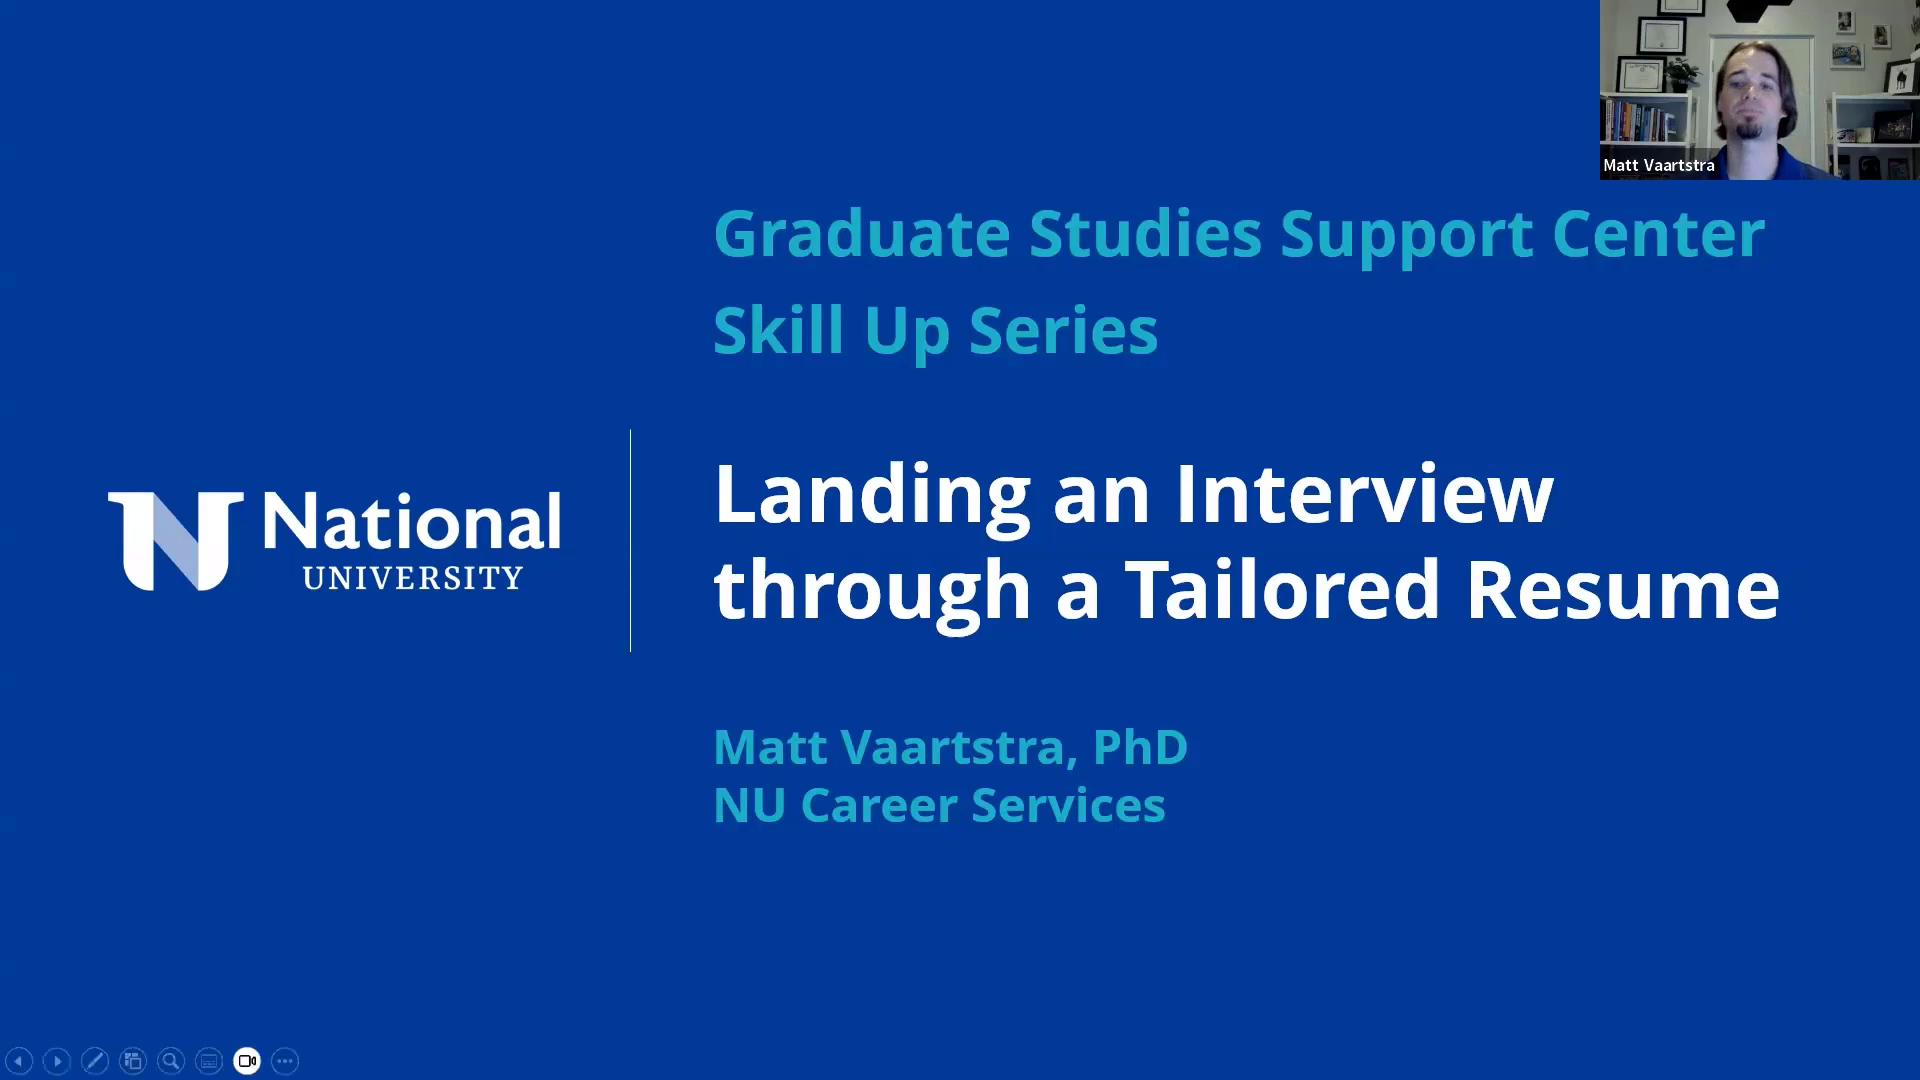 Matt Vaartstra
Graduate Studies Support Center
Skill Up Series
National
UNIVERSITY
Landing an Interview
through a Tailored Resume
Matt Vaartstra, PhD
NU Career Services